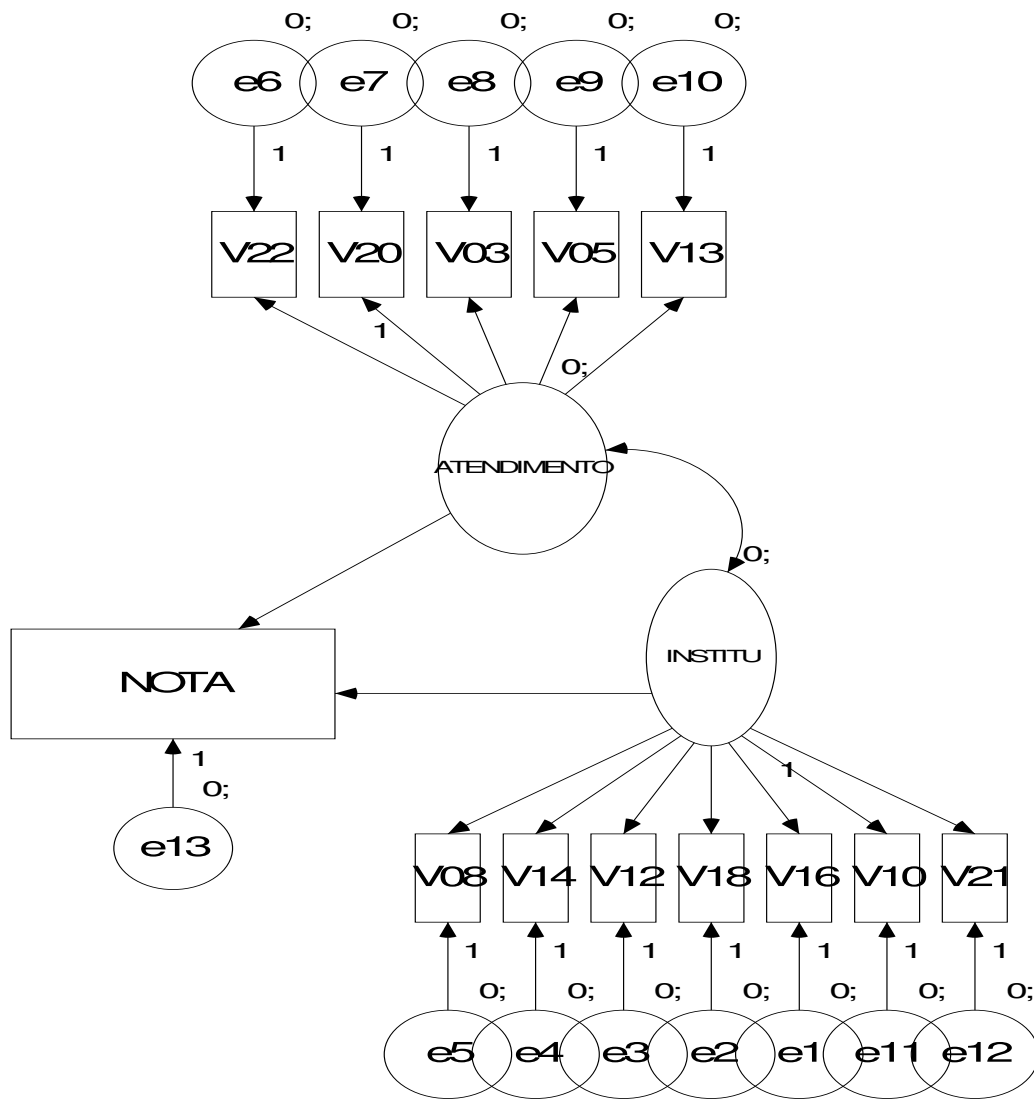 0; 0; 0; 0; 0;
e6 e7 e8 e9 e10
1 1 1 1 1
V22 V20 V03 V05 V13
1
0;
ATENDIMENTO
0;
INSTITU
NOTA
1
0;
1
e13
V08 V14 V12 V18 V16 V10 V21
1 1 1 1 1 1 1
0; 0; 0; 0; 0; 0; 0;
e5 e4 e3 e2 e1 e11 e12